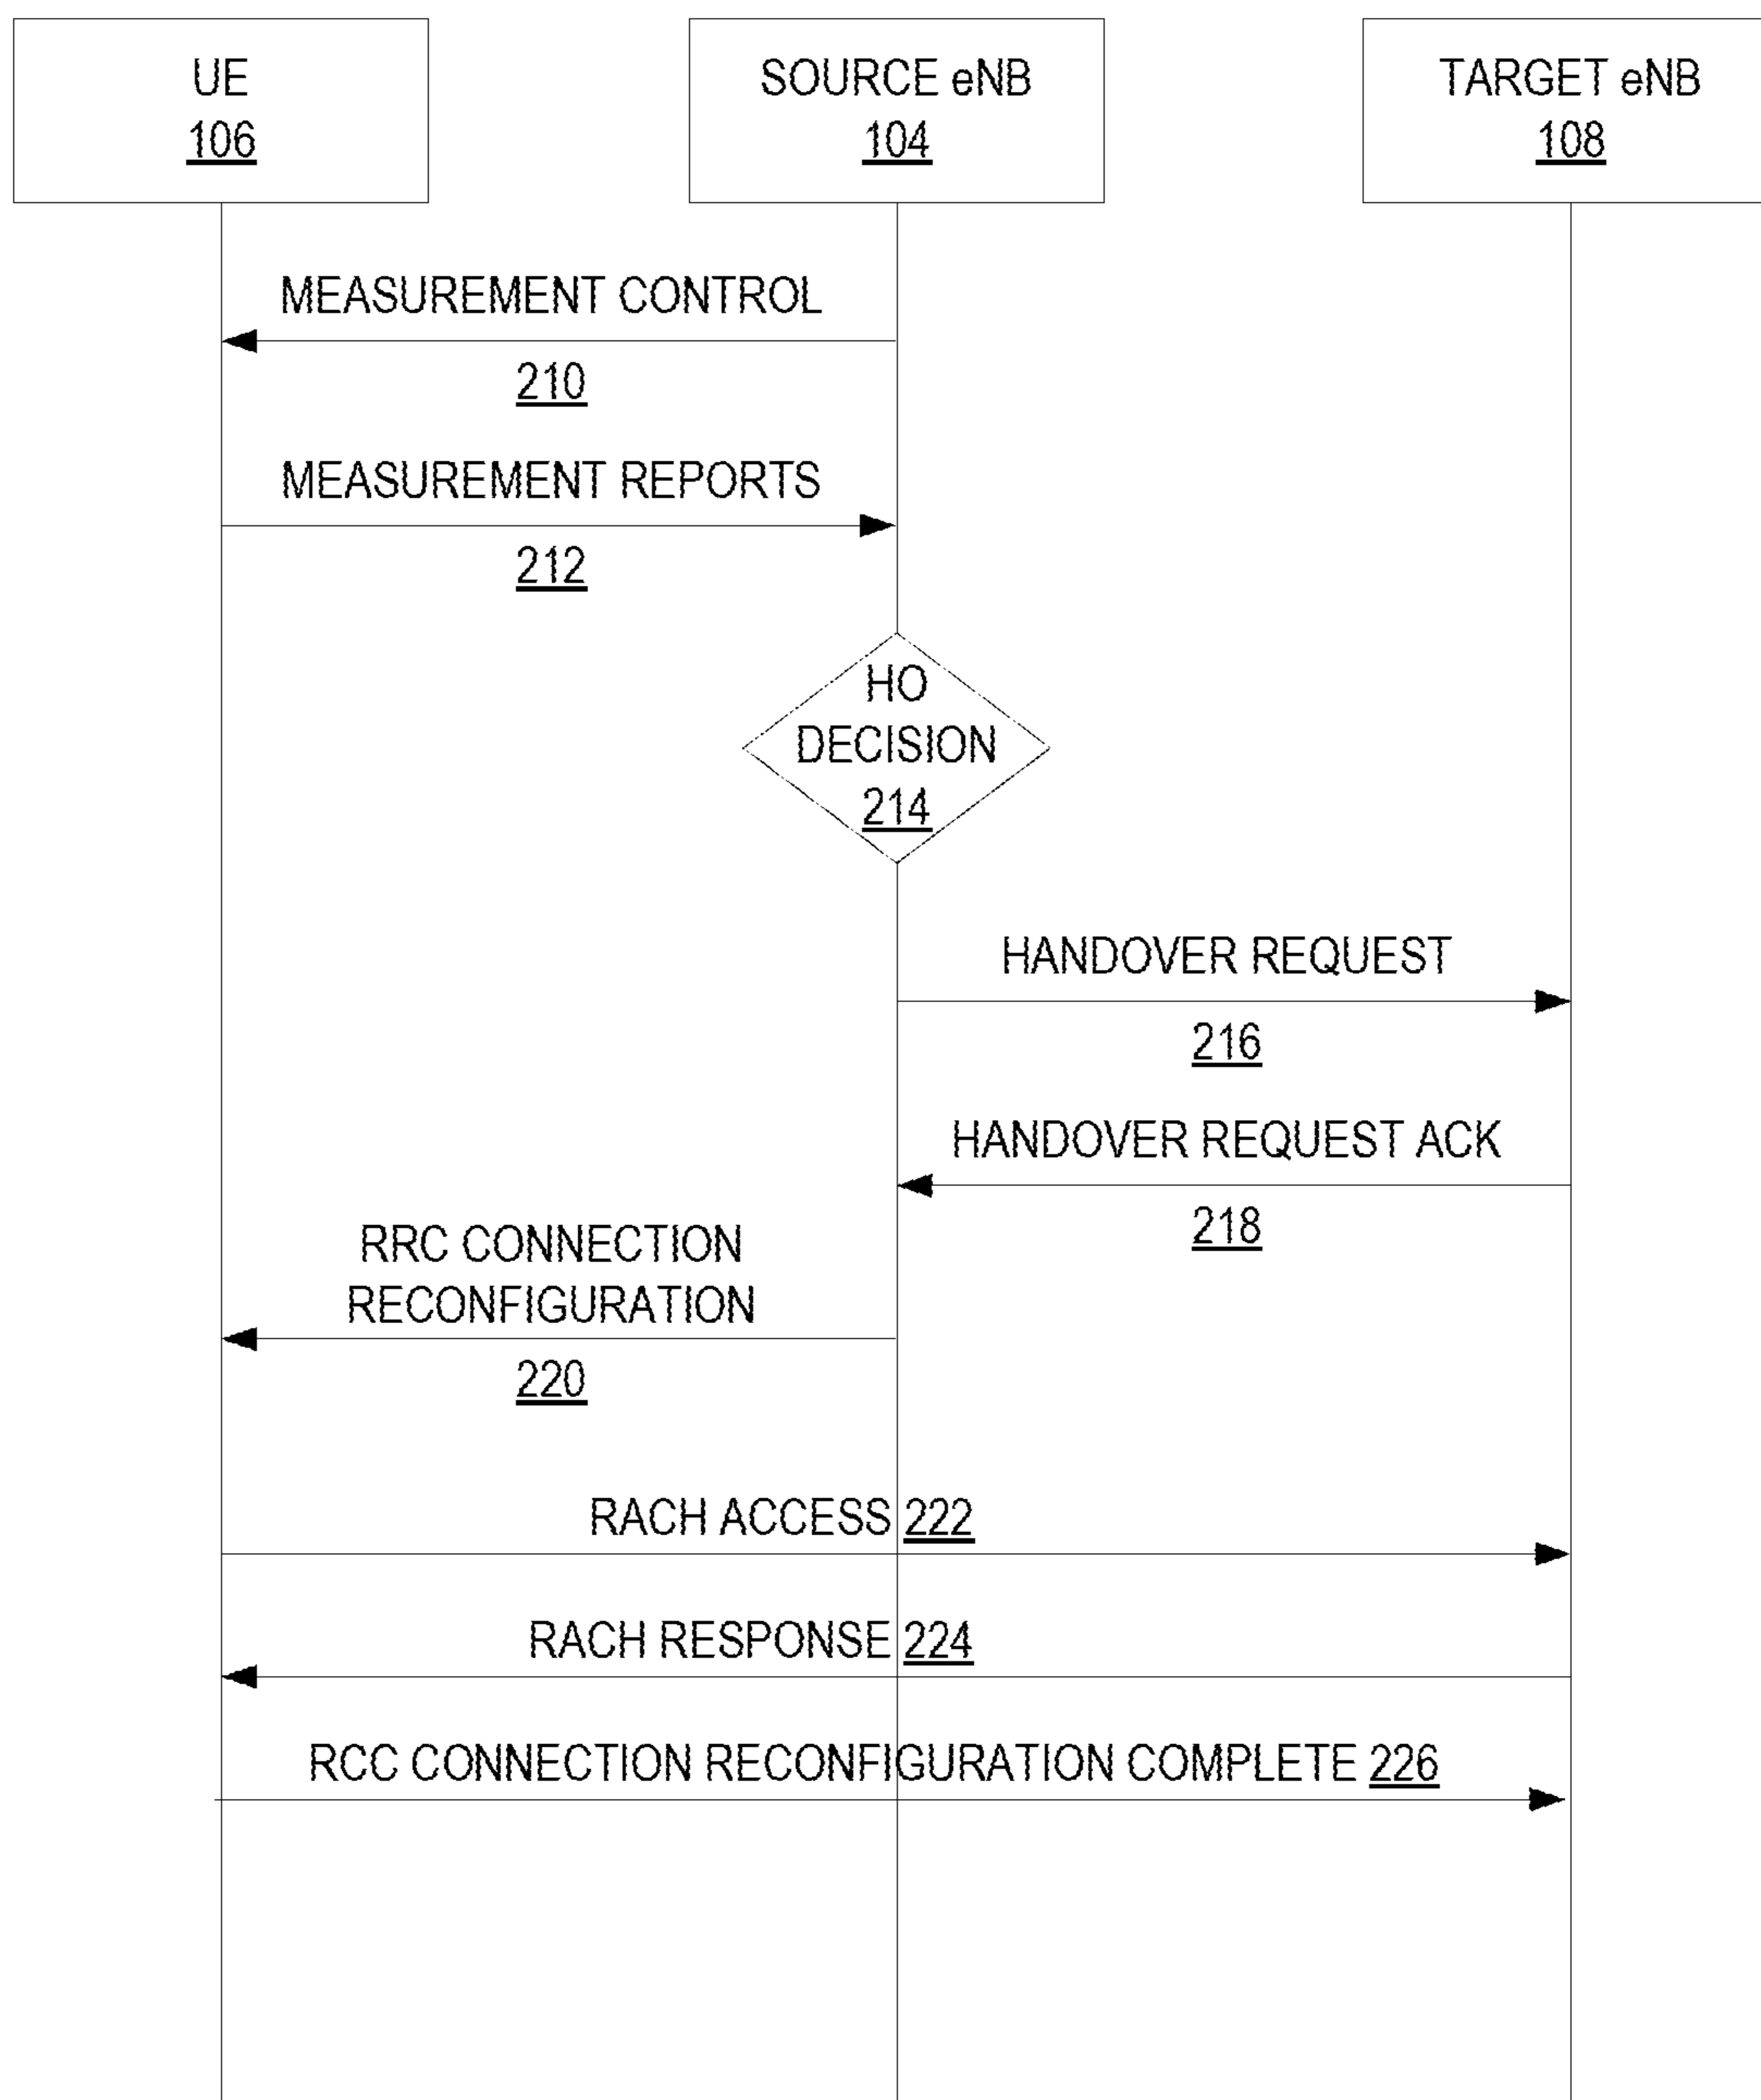 UE
106
SOURCE eNB
104
TARGET eNB
108
MEASUREMENT CONTROL
210
MEASUREMENT REPORTS
212
HO
DECISION
214
HANDOVER REQUEST
216
HANDOVER REQUEST ACK
218
RRC CONNECTION
RECONFIGURATION
220
RACH ACCESS 222
RACH RESPONSE 224
RCC CONNECTION RECONFIGURATION COMPLETE 226